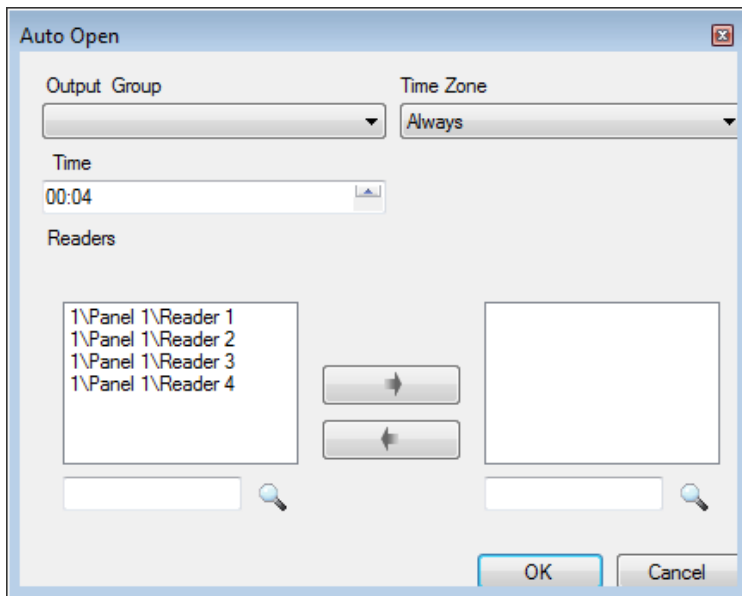 Auto Open
Output Group
Time Zone
Always
Time
00:04
Readers
1\Panel 1\Reader 1
1\Panel 1\Reader 2
1\Panel 1\Reader 3
1\Panel 1\Reader 4
OK
Cancel